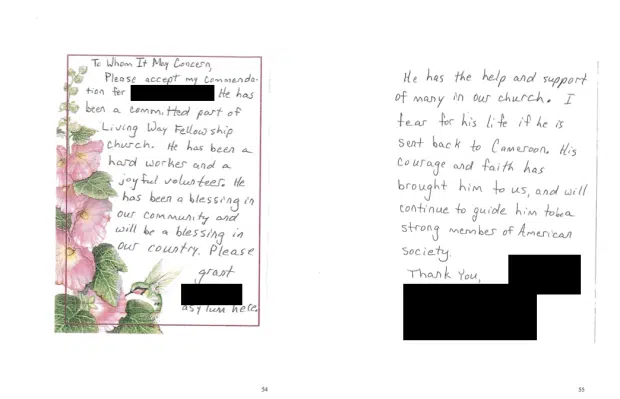 To Whom It May Concern,
Please accept my commenda-
tion for
He has
been a committed part of
Living Way Fellowship
church. He has been a
hard worker and a
joyful volunteer. He
has been a blessing in
our community and
will be a blessing in
our country. Please
grant
asylum here.
54
He has the help and support
of many in our church. I
fear for his life if he is
sent back to Cameroon. His
courage and faith has
brought him to us, and will
continue to guide him to be a
strong member of American
society.
Thank You,
55